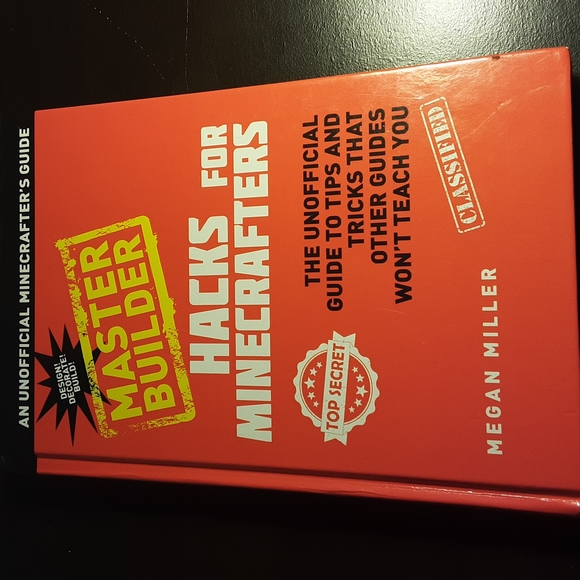 AN UNOFFICIAL MINECRAFTER'S GUIDE
DESIGN!
DECORATE!
BUILD!
MASTER
BUILDER
HACKS FOR
MINECRAFTERS
THE UNOFFICIAL
GUIDE TO TIPS AND
TRICKS THAT
OTHER GUIDES
WON'T TEACH YOU
TOP SECRET
CLASSIFIED
MEGAN MILLER